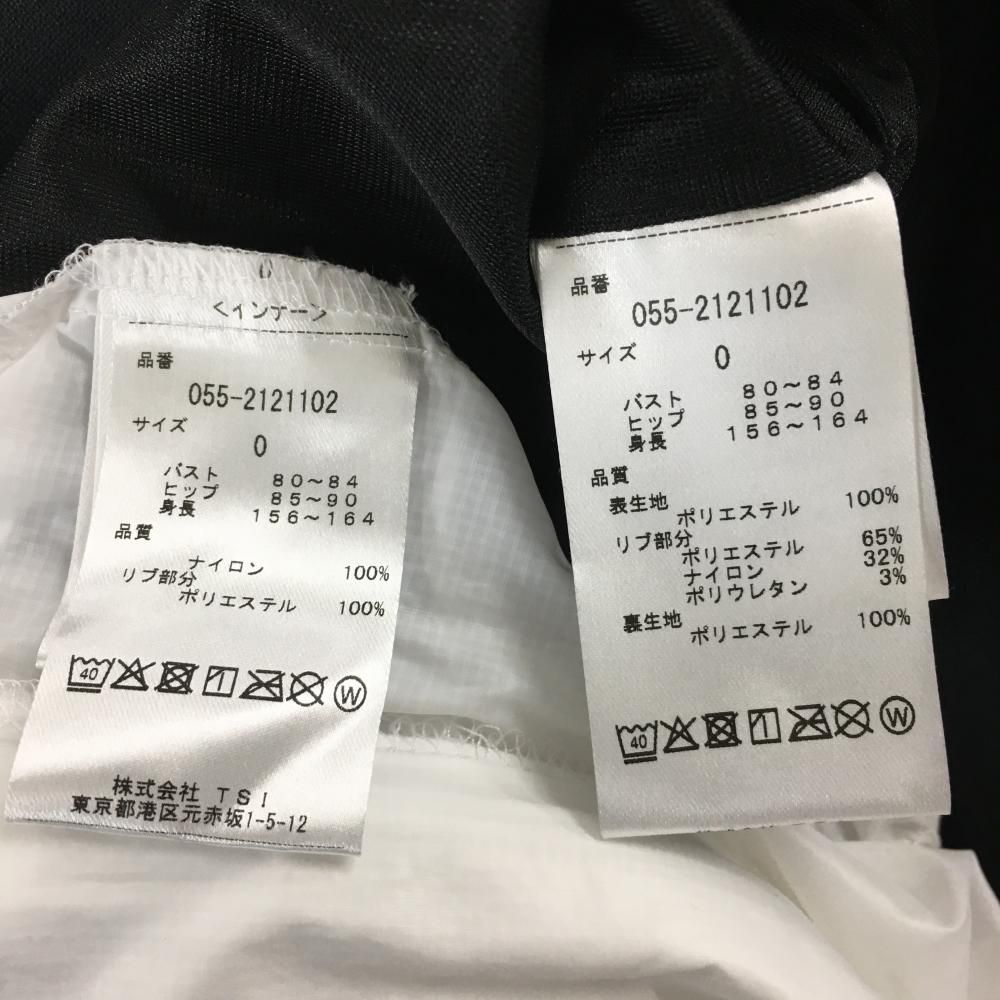 <インナー>
品番
055-2121102
サイズ
0
バスト 80～84
ヒップ 85～90
身長 156～164
品質
ナイロン 100%
リブ部分
ポリエステル 100%
40 W
株式会社 TSI
東京都港区元赤坂1-5-12
品番
055-2121102
サイズ 0
バスト 80～84
ヒップ 85～90
身長 156～164
品質
表生地
ポリエステル 100%
リブ部分
ポリエステル 65%
ナイロン 32%
ポリウレタン 3%
裏生地
ポリエステル 100%
40 W